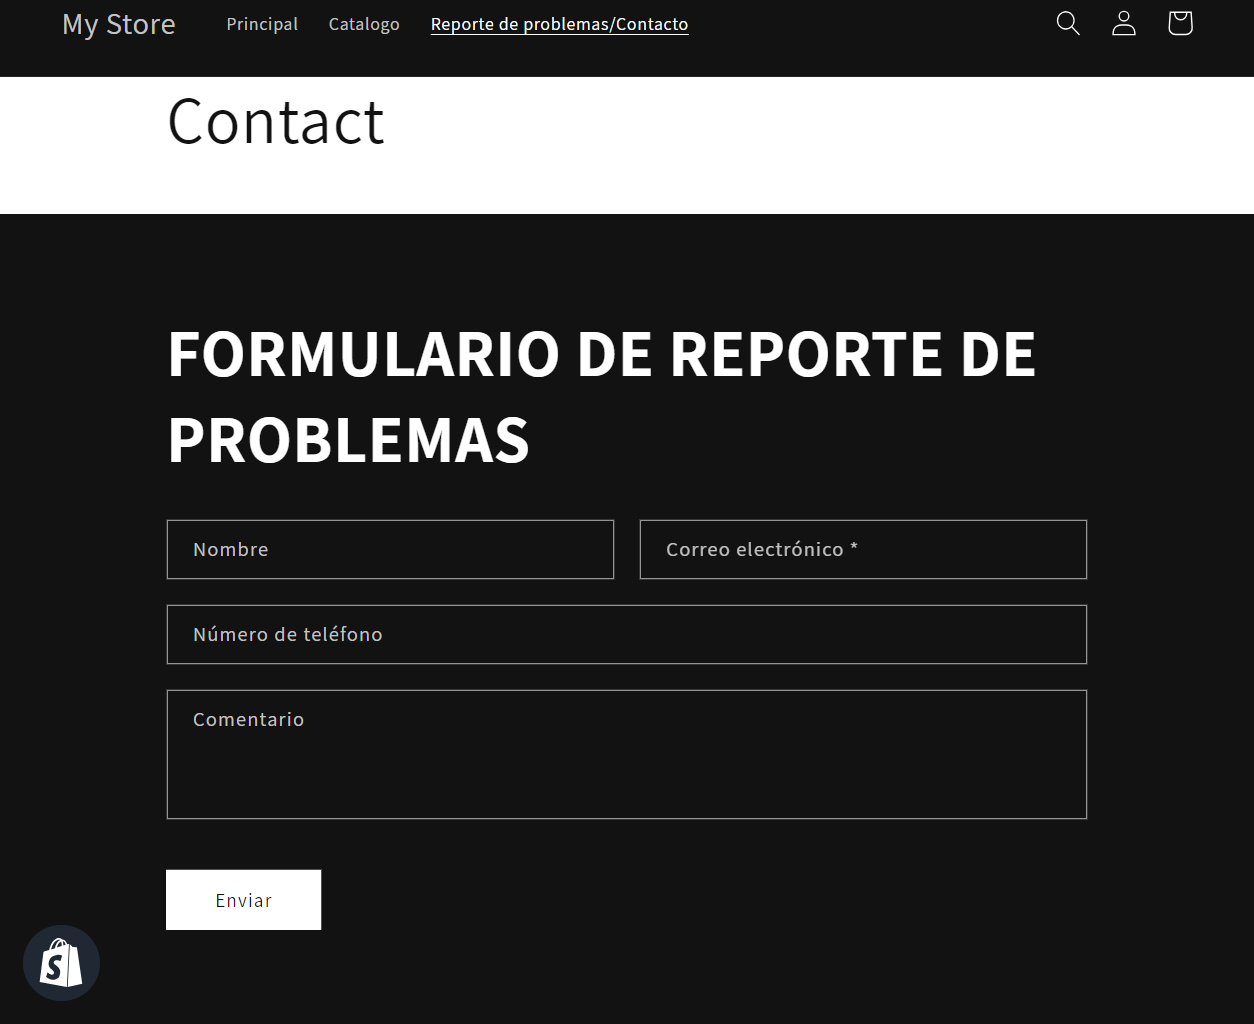 My Store
Principal
Catalogo
Reporte de problemas/Contacto
Contact
FORMULARIO DE REPORTE DE
PROBLEMAS
Nombre
Correo electrónico *
Número de teléfono
Comentario
Enviar
S